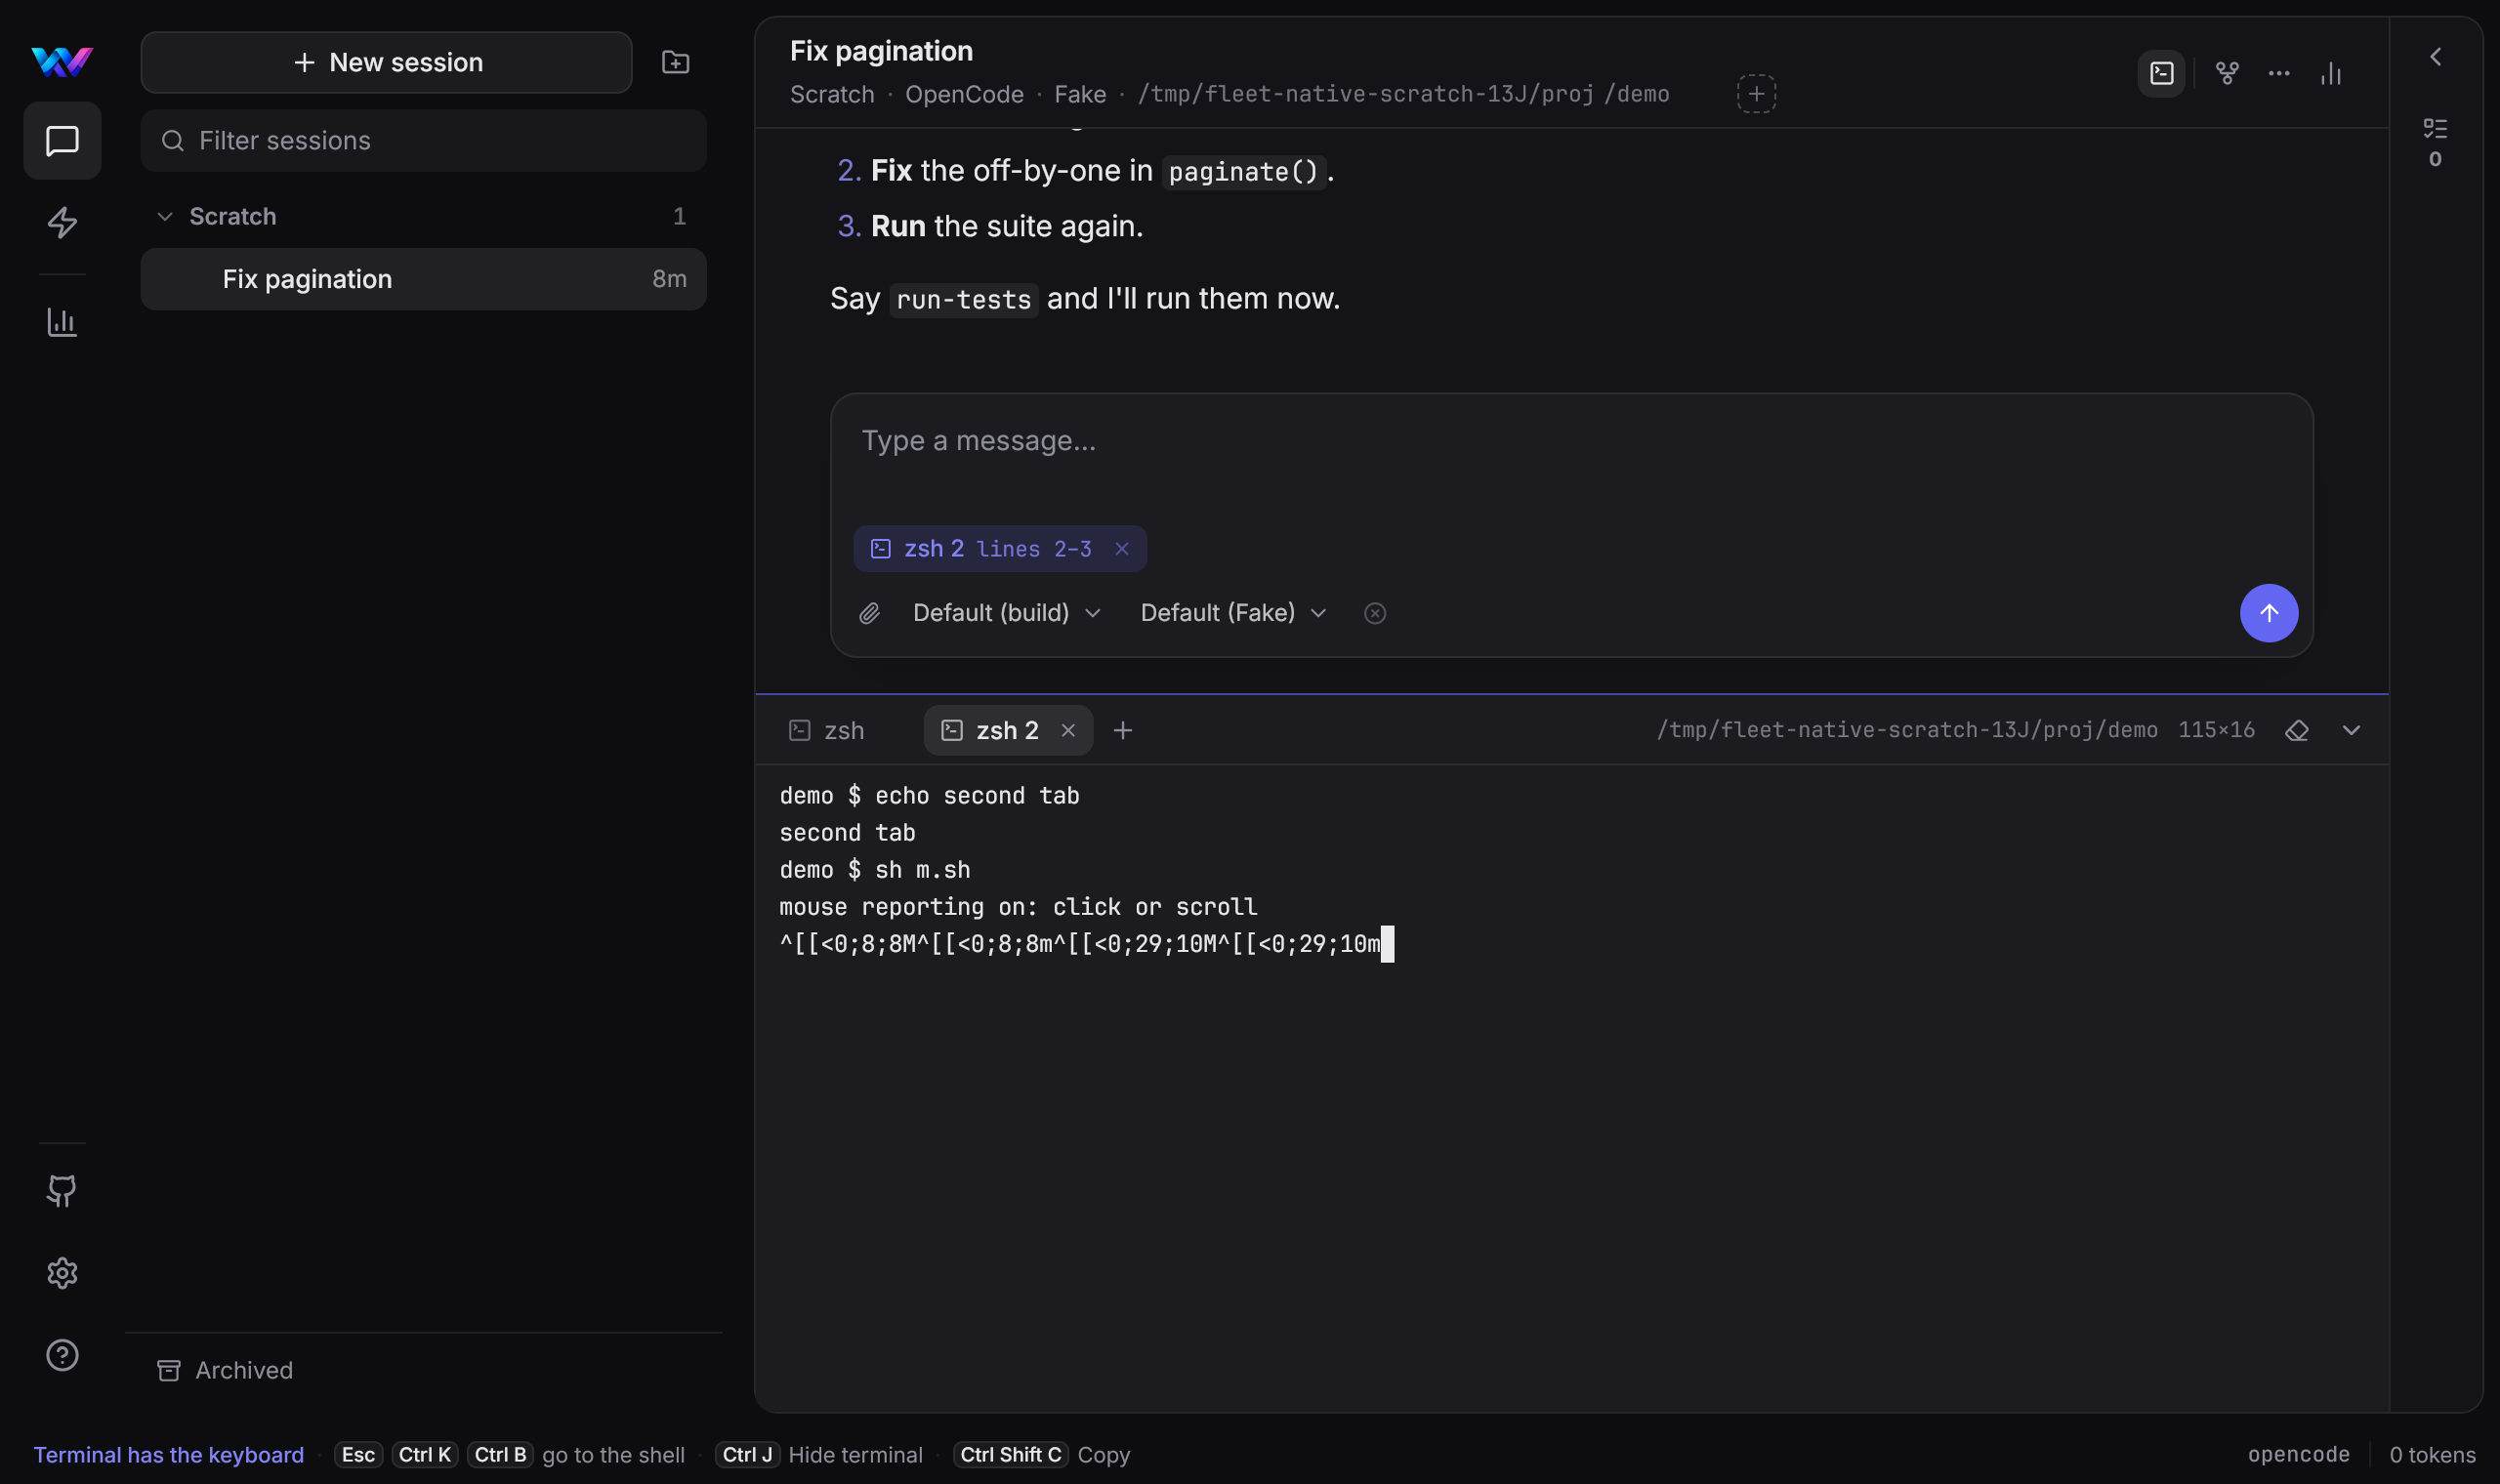 New session
Filter sessions
Scratch 1
Fix pagination 8m
Archived
Fix pagination
Scratch · OpenCode · Fake · /tmp/fleet-native-scratch-13J/proj /demo
0
2. Fix the off-by-one in paginate().
3. Run the suite again.
Say run-tests and I'll run them now.
Type a message...
zsh 2 lines 2–3
Default (build) Default (Fake)
zsh zsh 2 /tmp/fleet-native-scratch-13J/proj/demo 115×16
demo $ echo second tab
second tab
demo $ sh m.sh
mouse reporting on: click or scroll
^[[<0;8;8M^[[<0;8;8m^[[<0;29;10M^[[<0;29;10m
Terminal has the keyboard · Esc Ctrl K Ctrl B go to the shell · Ctrl J Hide terminal · Ctrl Shift C Copy
opencode 0 tokens